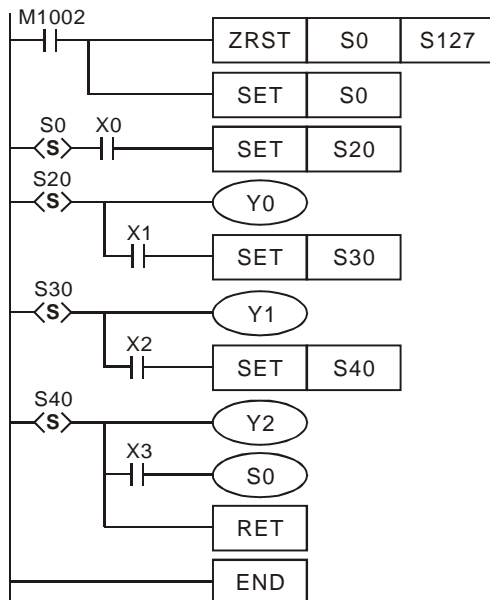 M1002
ZRST S0 S127
SET S0
S0 X0
S SET S20
S20
S Y0
X1
SET S30
S30
S Y1
X2
SET S40
S40
S Y2
X3
S0
RET
END